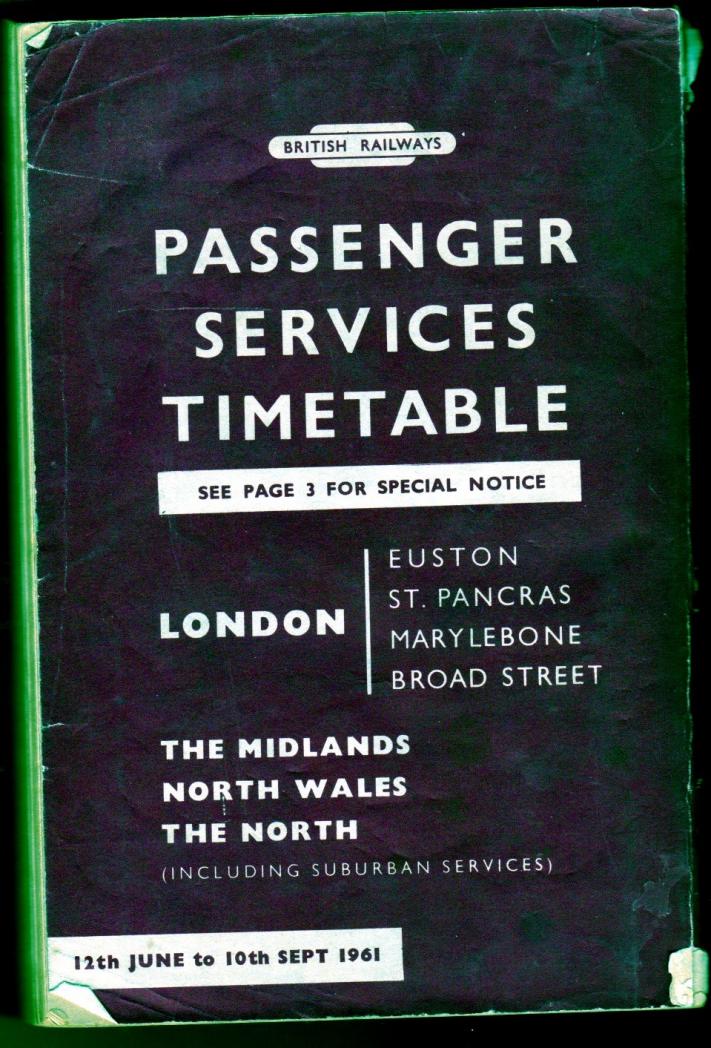 BRITISH RAILWAYS
PASSENGER
SERVICES
TIMETABLE
SEE PAGE 3 FOR SPECIAL NOTICE
LONDON
EUSTON
ST. PANCRAS
MARYLEBONE
BROAD STREET
THE MIDLANDS
NORTH WALES
THE NORTH
(INCLUDING SUBURBAN SERVICES)
12th JUNE to 10th SEPT 1961